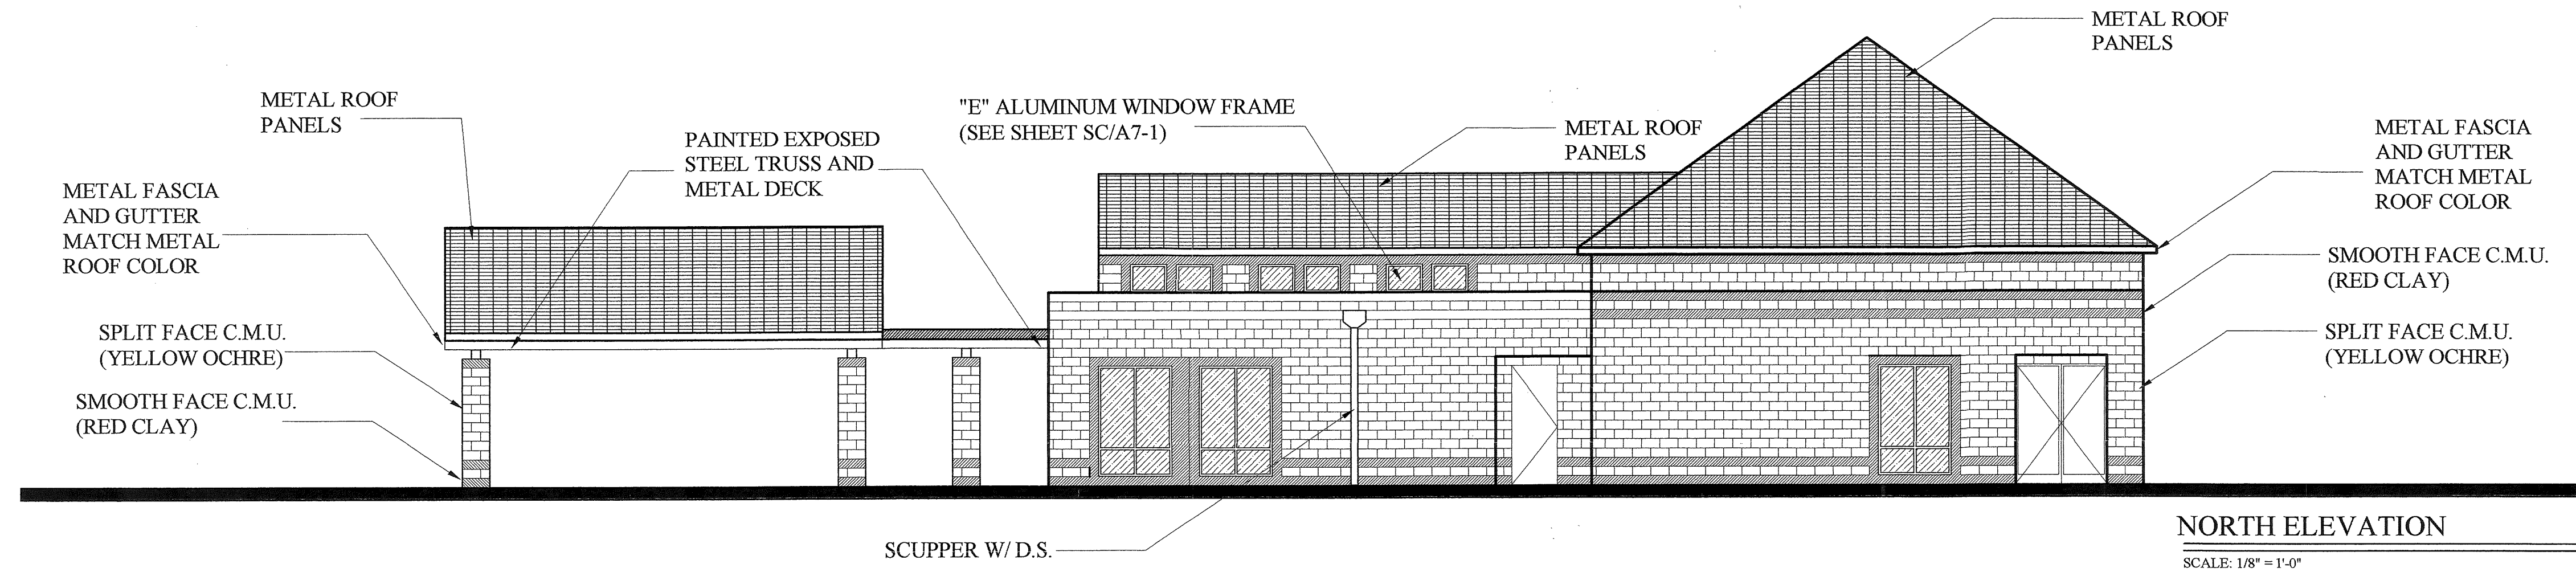 METAL ROOF
PANELS
METAL ROOF
PANELS
"E" ALUMINUM WINDOW FRAME
(SEE SHEET SC/A7-1)
METAL ROOF
PANELS
METAL FASCIA
AND GUTTER
MATCH METAL
ROOF COLOR
PAINTED EXPOSED
STEEL TRUSS AND
METAL DECK
METAL FASCIA
AND GUTTER
MATCH METAL
ROOF COLOR
SMOOTH FACE C.M.U.
(RED CLAY)
SPLIT FACE C.M.U.
(YELLOW OCHRE)
SPLIT FACE C.M.U.
(YELLOW OCHRE)
SMOOTH FACE C.M.U.
(RED CLAY)
SCUPPER W/ D.S.
NORTH ELEVATION
SCALE: 1/8" = 1'-0"